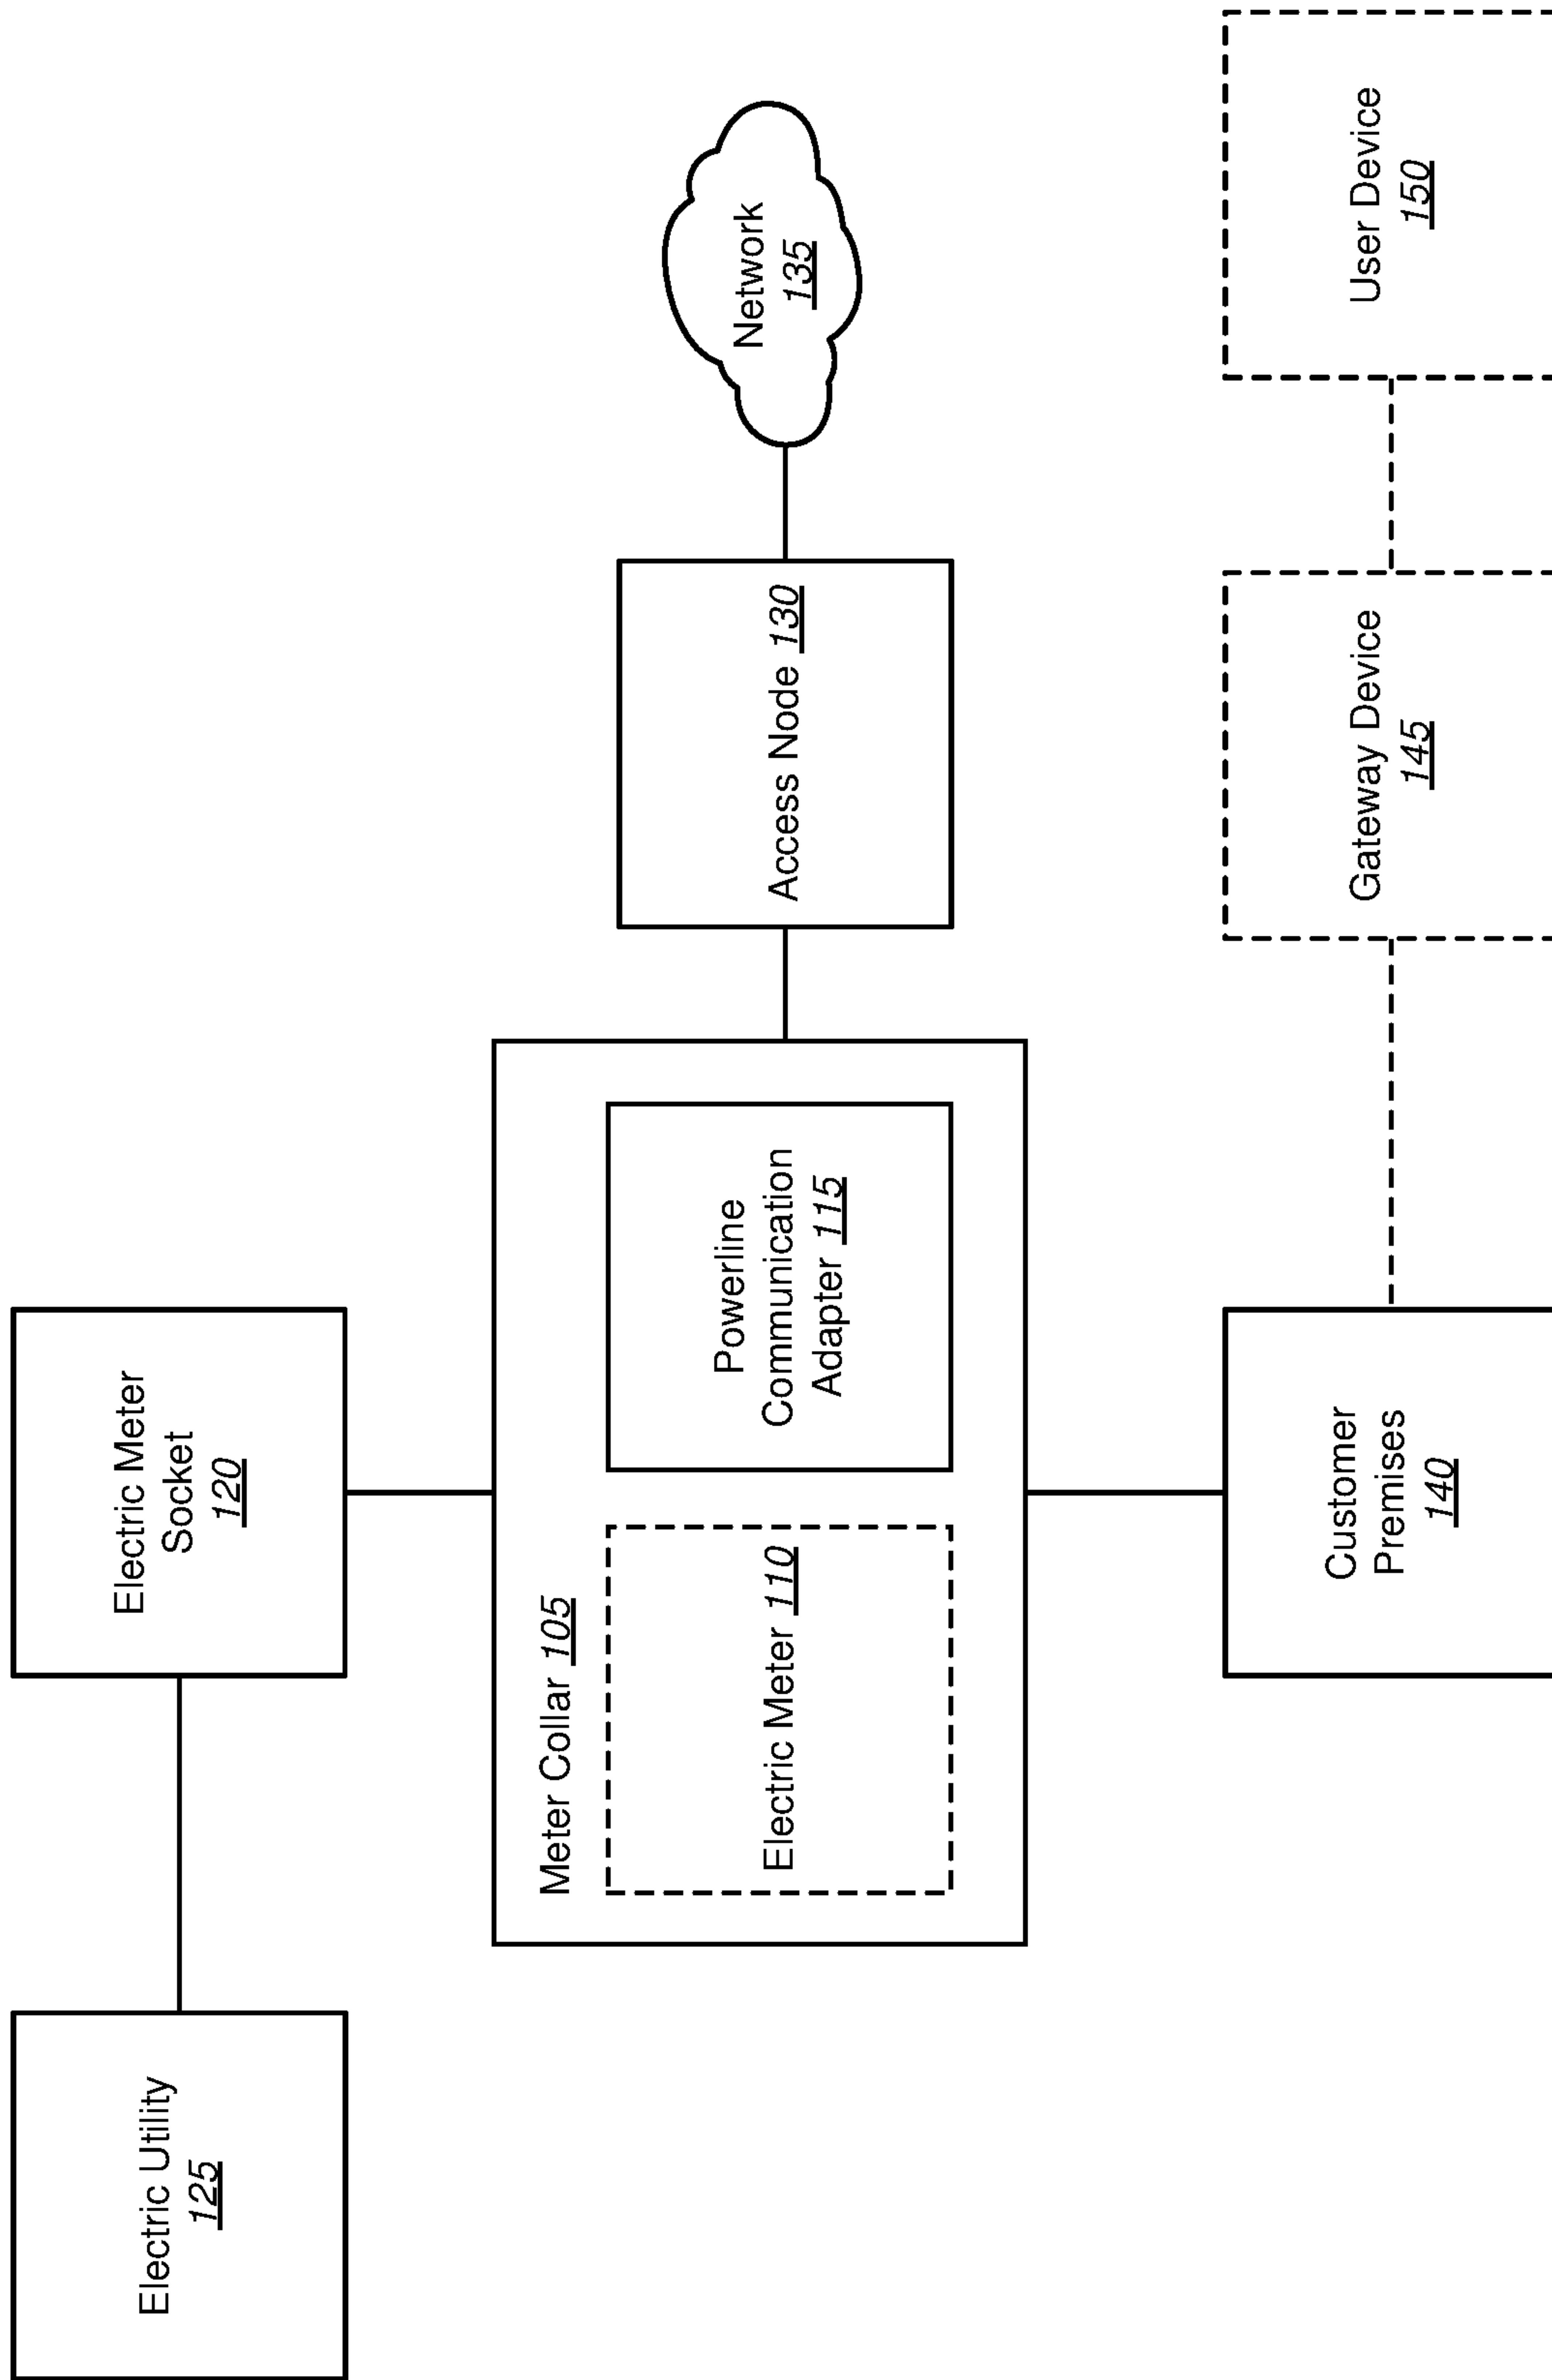 Electric Utility
125
Electric Meter
Socket
120
Meter Collar 105
Electric Meter 110
Powerline
Communication
Adapter 115
Access Node 130
Network
135
Customer
Premises
140
Gateway Device
145
User Device
150